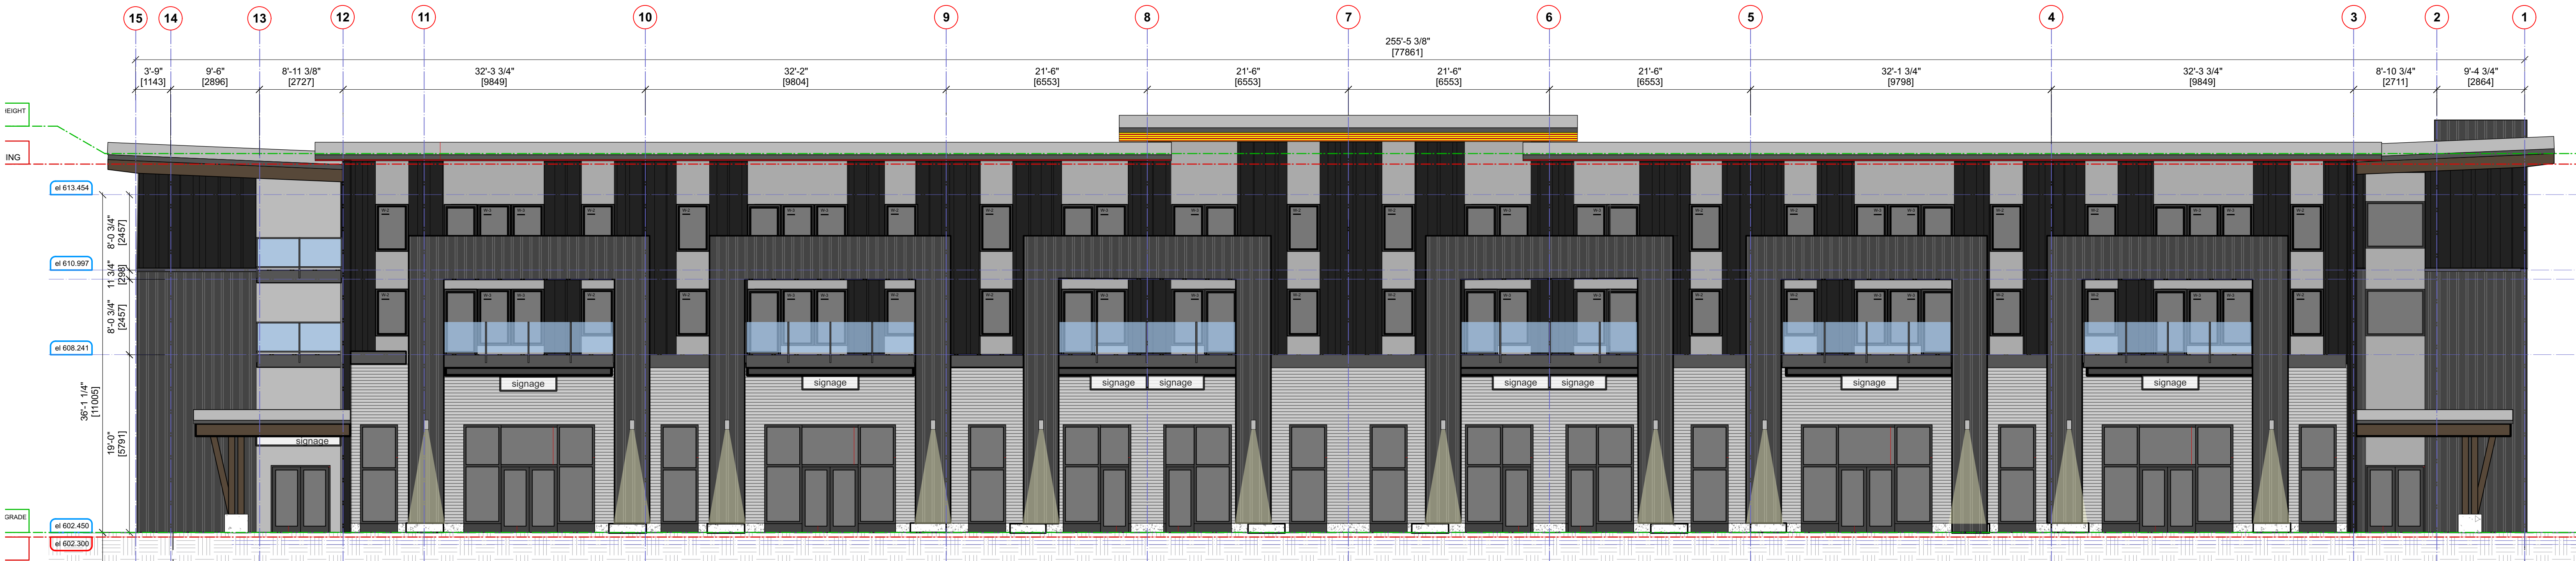 15 14 13 12 11 10 9 8 7 6 5 4 3 2 1
255'-5 3/8"
[77861]
3'-9" 9'-6" 8'-11 3/8" 32'-3 3/4" 32'-2" 21'-6" 21'-6" 21'-6" 21'-6" 32'-1 3/4" 32'-3 3/4" 8'-10 3/4" 9'-4 3/4"
[1143] [2896] [2727] [9849] [9804] [6553] [6553] [6553] [6553] [9798] [9849] [2711] [2864]
EIGHT
ING
el 613.454
8'-0 3/4"
[2457]
el 610.997
11 3/4"
[298]
8'-0 3/4"
[2457]
el 608.241
36'-1 1/4"
[11005]
19'-0"
[5791]
signage signage signage signage signage signage signage signage
signage
GRADE
el 602.450
el 602.300